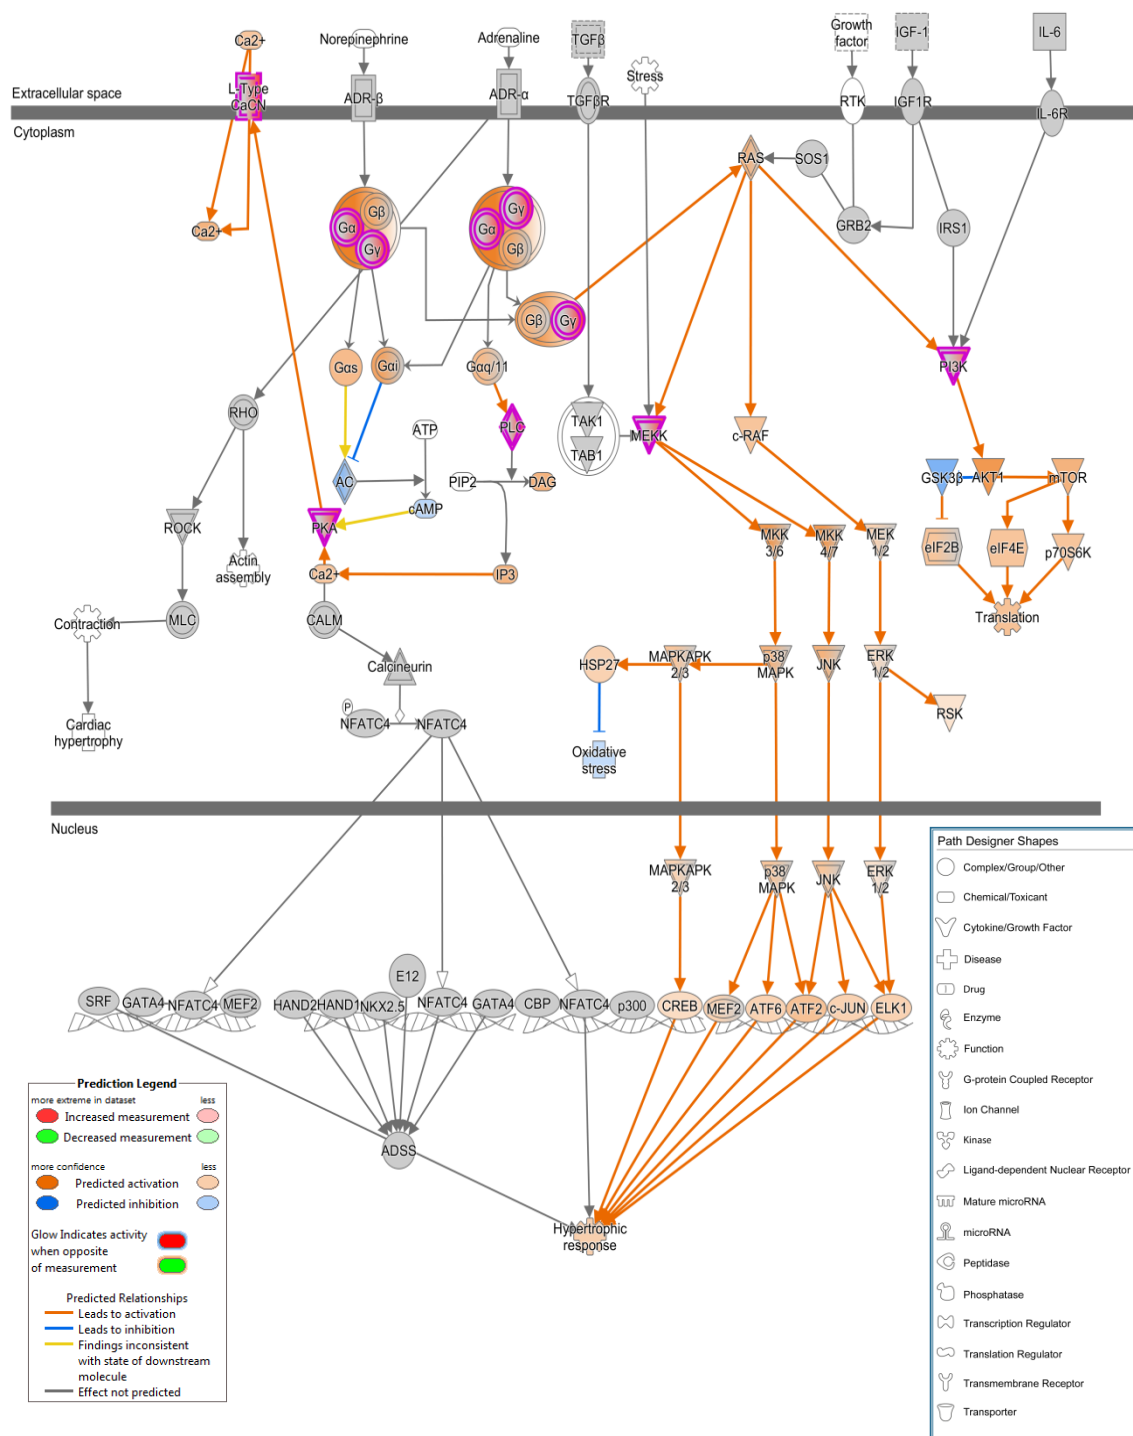 Ca2+
Norepinephrine
Adrenaline
TGFβ
Stress
Growth
factor
IGF-1
IL-6
Extracellular space
L-Type
CaCN
ADR-β
ADR-α
TGFβR
RTK
IGF1R
IL-6R
Cytoplasm
RAS
SOS1
Ca2+
Gβ
Gα
Gγ
Gγ
Gα
Gβ
GRB2
IRS1
Gβ
Gγ
Gαs
Gαi
Gαq/11
PI3K
RHO
TAK1
TAB1
MEKK
c-RAF
PLC
ATP
AC
PIP2
DAG
cAMP
GSK3β
AKT1
mTOR
ROCK
PKA
Actin
assembly
MKK
3/6
MKK
4/7
MEK
1/2
eIF2B
eIF4E
p70S6K
Ca2+
IP3
Contraction
MLC
CALM
Translation
Calcineurin
HSP27
MAPKAPK
2/3
p38
MAPK
JNK
ERK
1/2
P
NFATC4
NFATC4
RSK
Cardiac
hypertrophy
Oxidative
stress
Nucleus
MAPKAPK
2/3
p38
MAPK
JNK
ERK
1/2
SRF
GATA4
NFATC4
MEF2
HAND2
HAND1
NKX2.5
E12
NFATC4
GATA4
CBP
NFATC4
p300
CREB
MEF2
ATF6
ATF2
c-JUN
ELK1
ADSS
Hypertrophic
response
Prediction Legend
more extreme in dataset less
Increased measurement
Decreased measurement
more confidence less
Predicted activation
Predicted inhibition
Glow Indicates activity
when opposite
of measurement
Predicted Relationships
Leads to activation
Leads to inhibition
Findings inconsistent
with state of downstream
molecule
Effect not predicted
Path Designer Shapes
Complex/Group/Other
Chemical/Toxicant
Cytokine/Growth Factor
Disease
Drug
Enzyme
Function
G-protein Coupled Receptor
Ion Channel
Kinase
Ligand-dependent Nuclear Receptor
Mature microRNA
microRNA
Peptidase
Phosphatase
Transcription Regulator
Translation Regulator
Transmembrane Receptor
Transporter